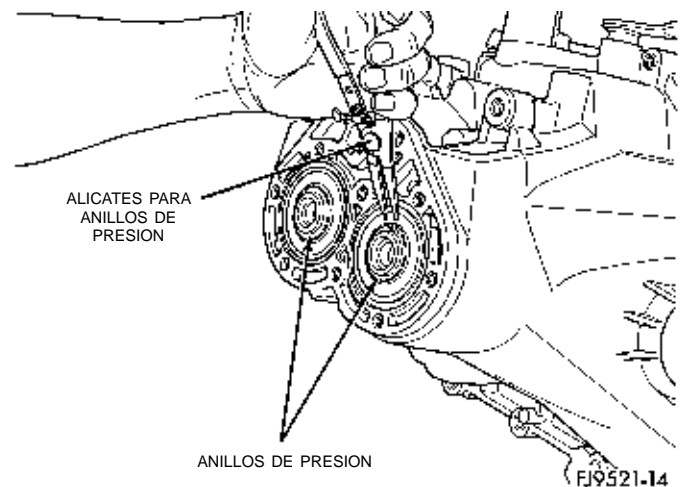 ALICATES PARA
ANILLOS DE
PRESION
ANILLOS DE PRESION
FJ9521-14